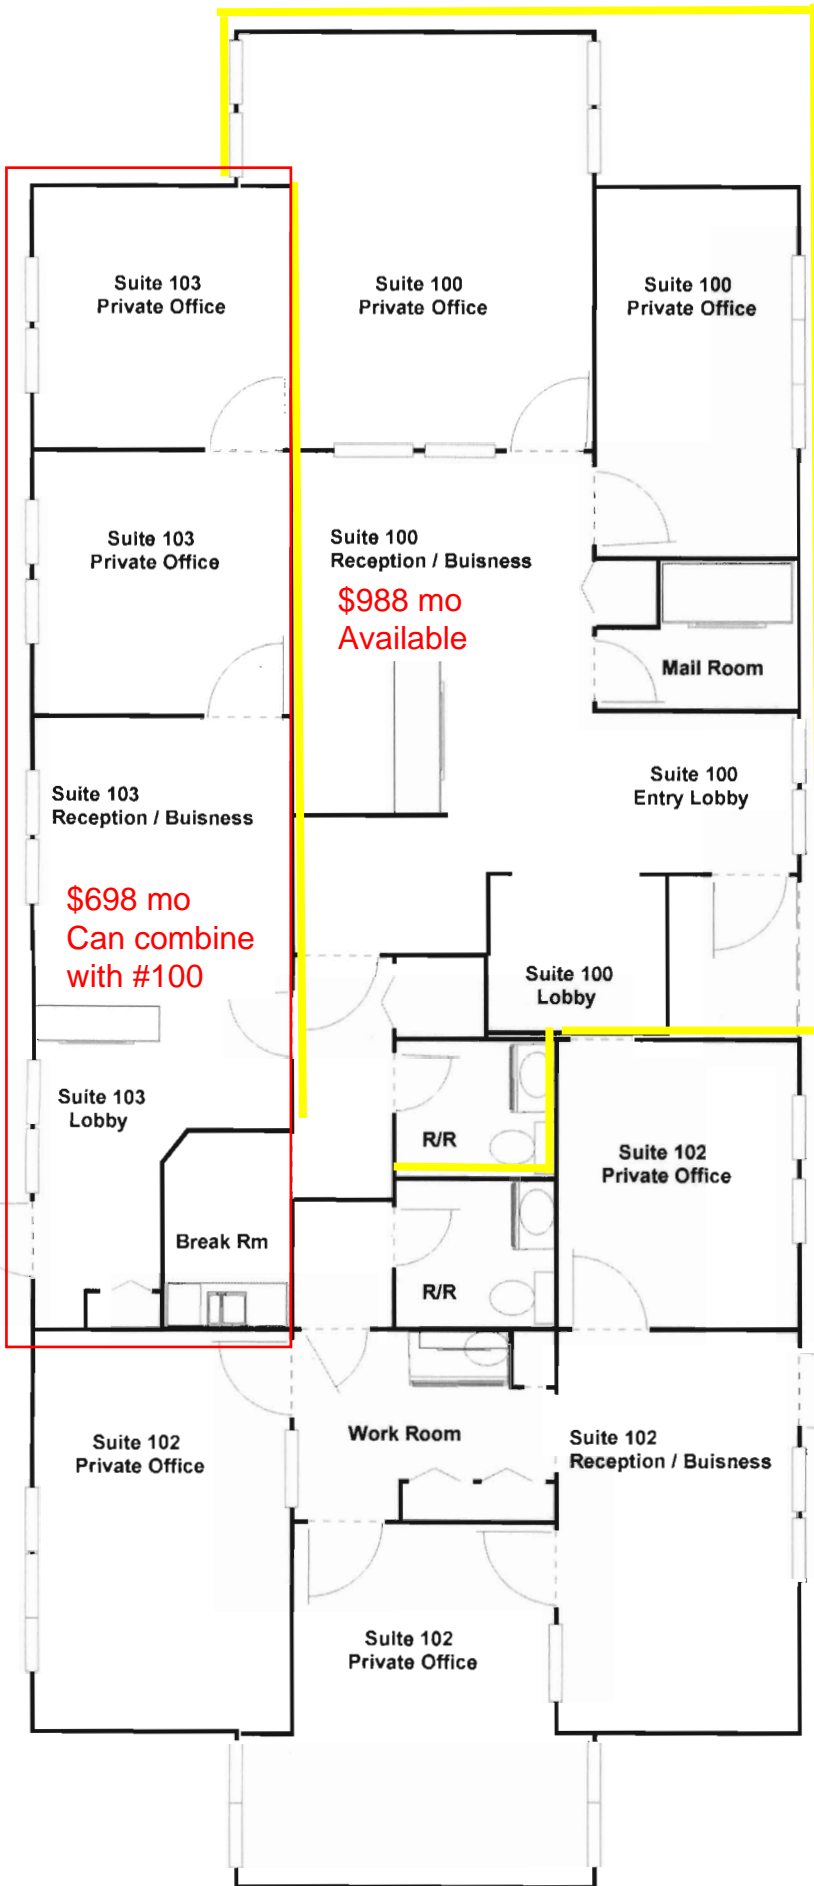 Suite 103
Private Office
Suite 100
Private Office
Suite 100
Private Office
Suite 103
Private Office
Suite 100
Reception / Buisness
$988 mo
Available
Mail Room
Suite 103
Reception / Buisness
Suite 100
Entry Lobby
$698 mo
Can combine
with #100
Suite 100
Lobby
Suite 103
Lobby
R/R
Suite 102
Private Office
Break Rm
R/R
Suite 102
Private Office
Work Room
Suite 102
Reception / Buisness
Suite 102
Private Office